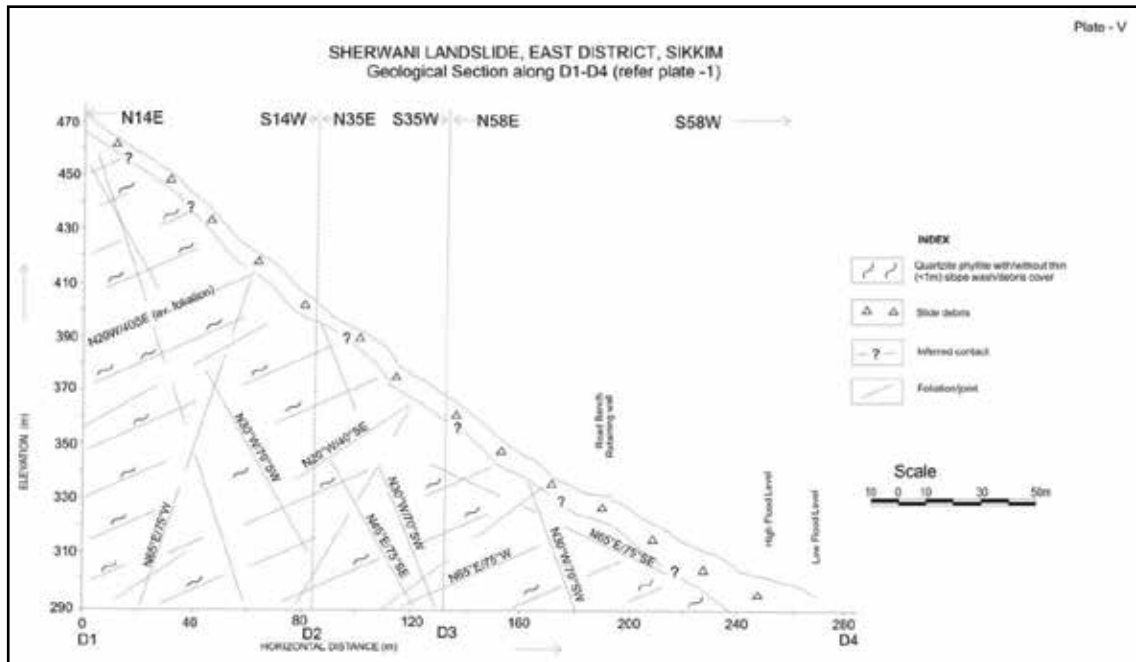 Plate - V
SHERWANI LANDSLIDE, EAST DISTRICT, SIKKIM
Geological Section along D1-D4 (refer plate -1)
N14E S14W N35E S35W N58E S58W
470
450
430
410
390
370
350
330
310
290
ELEVATION (m)
?
?
?
?
?
?
N20W/40SE (av. foliation)
N30°W/70°SW
N20°W/40°SE
N30°W/70°SW
N65°E/75°W
N65°E/75°SE
N65°E/75°W
N30°W/70°SW
N65°E/75°SE
Road Bench
Retaining wall
High Flood Level
Low Flood Level
INDEX
Quartzite phyllite with/without thin
(<1m) slope wash/debris cover
Slide debris
? Inferred contact
Foliation/joint
Scale
10 0 10 30 50m
0 40 80 120 160 200 240 280
D1 D2 D3 D4
HORIZONTAL DISTANCE (m)